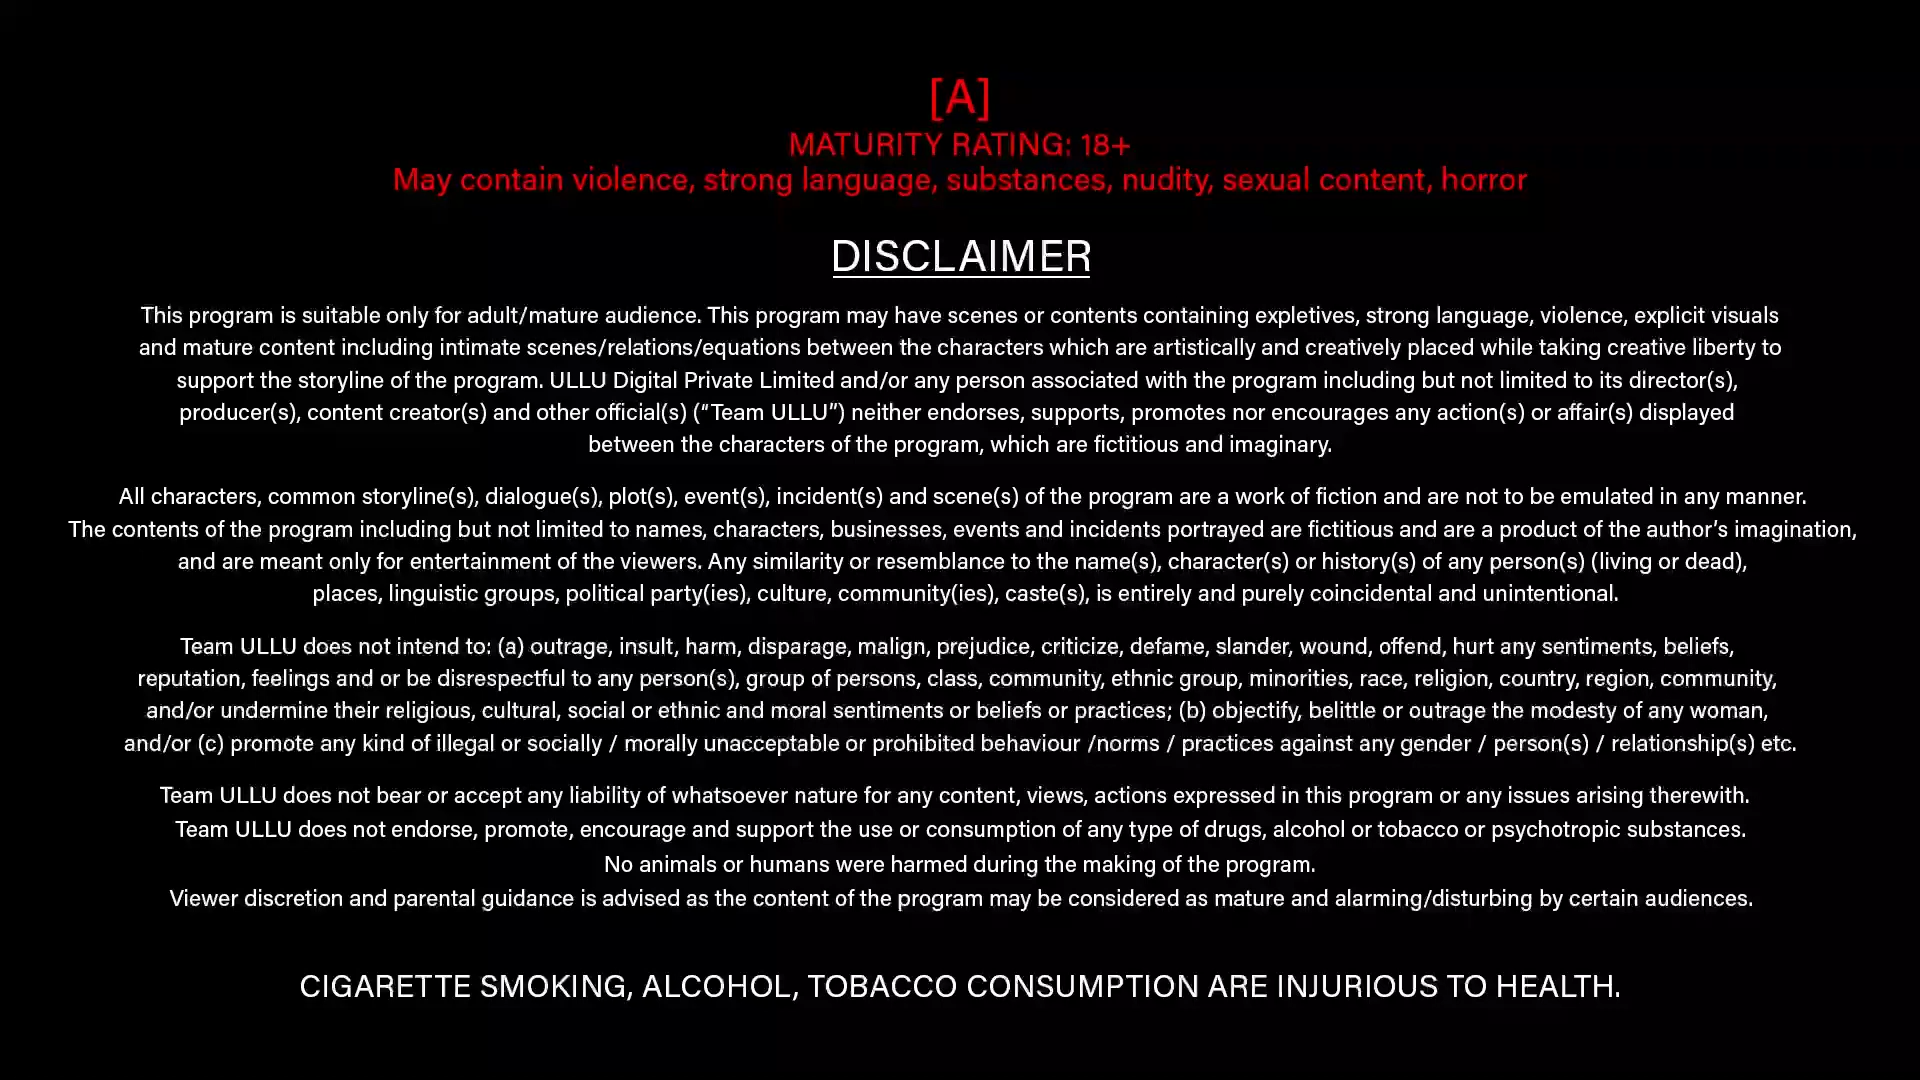 [A]
MATURITY RATING: 18+
May contain violence, strong language, substances, nudity, sexual content, horror
DISCLAIMER
This program is suitable only for adult/mature audience. This program may have scenes or contents containing expletives, strong language, violence, explicit visuals
and mature content including intimate scenes/relations/equations between the characters which are artistically and creatively placed while taking creative liberty to
support the storyline of the program. ULLU Digital Private Limited and/or any person associated with the program including but not limited to its director(s),
producer(s), content creator(s) and other official(s) (“Team ULLU”) neither endorses, supports, promotes nor encourages any action(s) or affair(s) displayed
between the characters of the program, which are fictitious and imaginary.
All characters, common storyline(s), dialogue(s), plot(s), event(s), incident(s) and scene(s) of the program are a work of fiction and are not to be emulated in any manner.
The contents of the program including but not limited to names, characters, businesses, events and incidents portrayed are fictitious and are a product of the author’s imagination,
and are meant only for entertainment of the viewers. Any similarity or resemblance to the name(s), character(s) or history(s) of any person(s) (living or dead),
places, linguistic groups, political party(ies), culture, community(ies), caste(s), is entirely and purely coincidental and unintentional.
Team ULLU does not intend to: (a) outrage, insult, harm, disparage, malign, prejudice, criticize, defame, slander, wound, offend, hurt any sentiments, beliefs,
reputation, feelings and or be disrespectful to any person(s), group of persons, class, community, ethnic group, minorities, race, religion, country, region, community,
and/or undermine their religious, cultural, social or ethnic and moral sentiments or beliefs or practices; (b) objectify, belittle or outrage the modesty of any woman,
and/or (c) promote any kind of illegal or socially / morally unacceptable or prohibited behaviour /norms / practices against any gender / person(s) / relationship(s) etc.
Team ULLU does not bear or accept any liability of whatsoever nature for any content, views, actions expressed in this program or any issues arising therewith.
Team ULLU does not endorse, promote, encourage and support the use or consumption of any type of drugs, alcohol or tobacco or psychotropic substances.
No animals or humans were harmed during the making of the program.
Viewer discretion and parental guidance is advised as the content of the program may be considered as mature and alarming/disturbing by certain audiences.
CIGARETTE SMOKING, ALCOHOL, TOBACCO CONSUMPTION ARE INJURIOUS TO HEALTH.